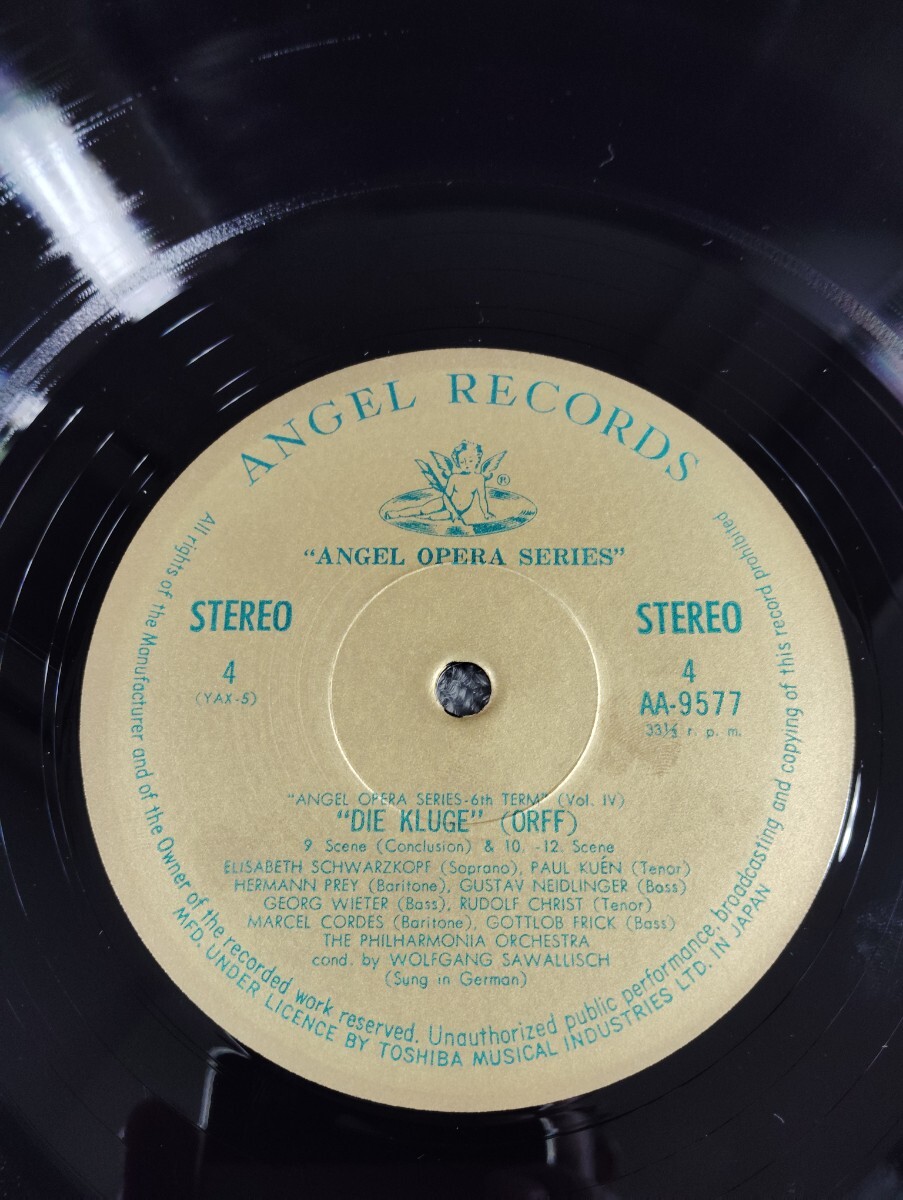 ANGEL RECORDS
®
“ANGEL OPERA SERIES”
STEREO STEREO
4 4
(YAX-5) AA-9577
33⅓ r. p. m.
“ANGEL OPERA SERIES-6th TERM” (Vol. IV)
“DIE KLUGE” (ORFF)
9 Scene (Conclusion) & 10. -12. Scene
ELISABETH SCHWARZKOPF (Soprano), PAUL KUÉN (Tenor)
HERMANN PREY (Baritone), GUSTAV NEIDLINGER (Bass)
GEORG WIETER (Bass), RUDOLF CHRIST (Tenor)
MARCEL CORDES (Baritone), GOTTLOB FRICK (Bass)
THE PHILHARMONIA ORCHESTRA
cond. by WOLFGANG SAWALLISCH
(Sung in German)
All rights of the Manufacturer and of the Owner of the recorded work reserved. Unauthorized public performance, broadcasting and copying of this record prohibited
MFD. UNDER LICENCE BY TOSHIBA MUSICAL INDUSTRIES LTD. IN JAPAN